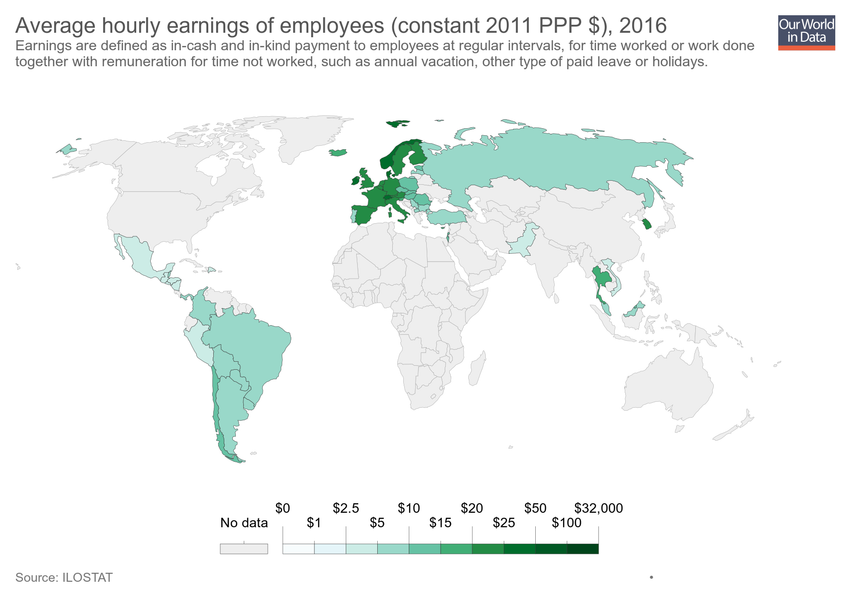 Average hourly earnings of employees (constant 2011 PPP $), 2016
Our World
in Data
Earnings are defined as in-cash and in-kind payment to employees at regular intervals, for time worked or work done
together with remuneration for time not worked, such as annual vacation, other type of paid leave or holidays.
$0 $2.5 $10 $20 $50 $32,000
No data $1 $5 $15 $25 $100
Source: ILOSTAT